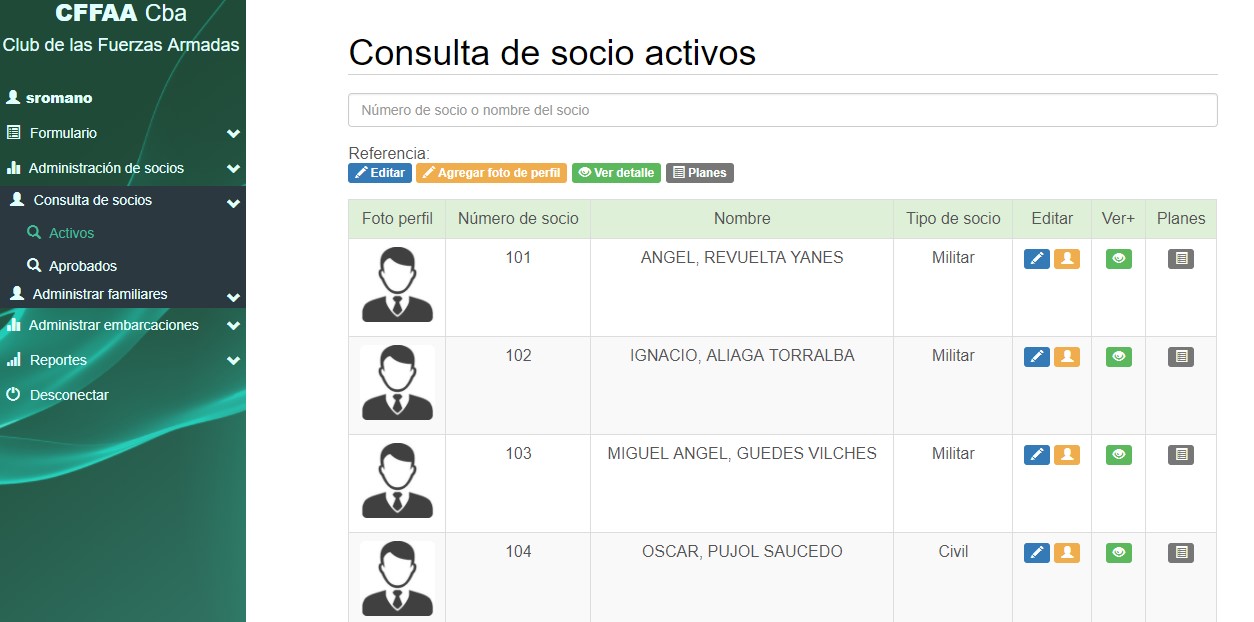 CFFAA Cba
Club de las Fuerzas Armadas
sromano
Formulario
Administración de socios
Consulta de socios
Activos
Aprobados
Administrar familiares
Administrar embarcaciones
Reportes
Desconectar
Consulta de socio activos
Número de socio o nombre del socio
Referencia:
Editar Agregar foto de perfil Ver detalle Planes
Foto perfil Número de socio Nombre Tipo de socio Editar Ver+ Planes
101 ANGEL, REVUELTA YANES Militar
102 IGNACIO, ALIAGA TORRALBA Militar
103 MIGUEL ANGEL, GUEDES VILCHES Militar
104 OSCAR, PUJOL SAUCEDO Civil